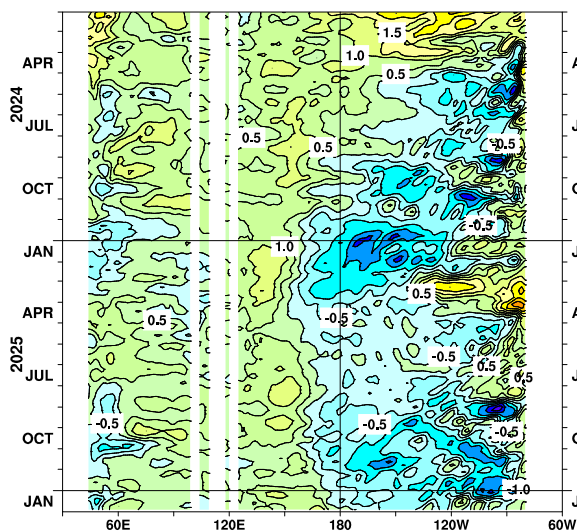 1.5
APR A
1.0
0.5
2024
JUL J
0.5 0.5 -0.5
OCT O
-0.5
JAN 1.0 J
0.5
APR 0.5 -0.5 A
-0.5 0.5
2025
JUL 0.5 J
-0.5 -0.5 -0.5
OCT O
-1.0
JAN J
60E 120E 180 120W 60W